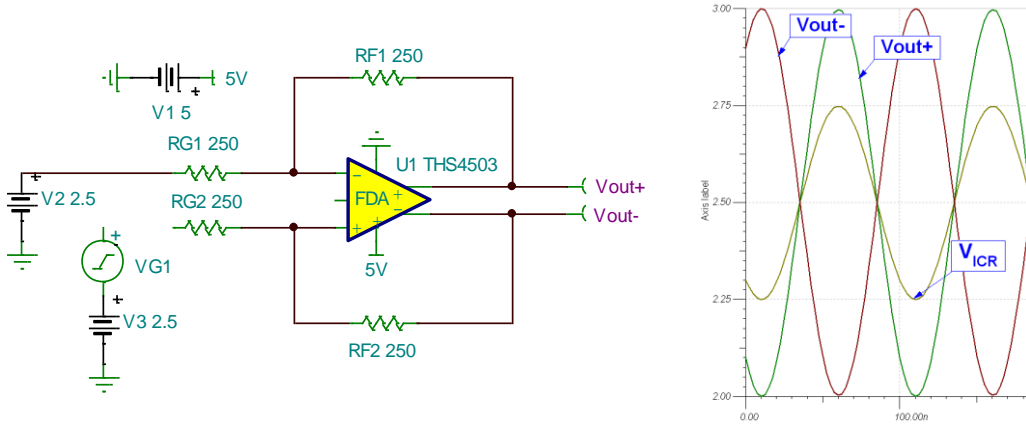 RF1 250
5V
V1 5
RG1 250
U1 THS4503
V2 2.5
RG2 250
FDA
Vout+
Vout-
VG1
5V
V3 2.5
RF2 250
3.00
Vout-
Vout+
2.75
Axis label
2.50
VICR
2.25
2.00
0.00
100.00n